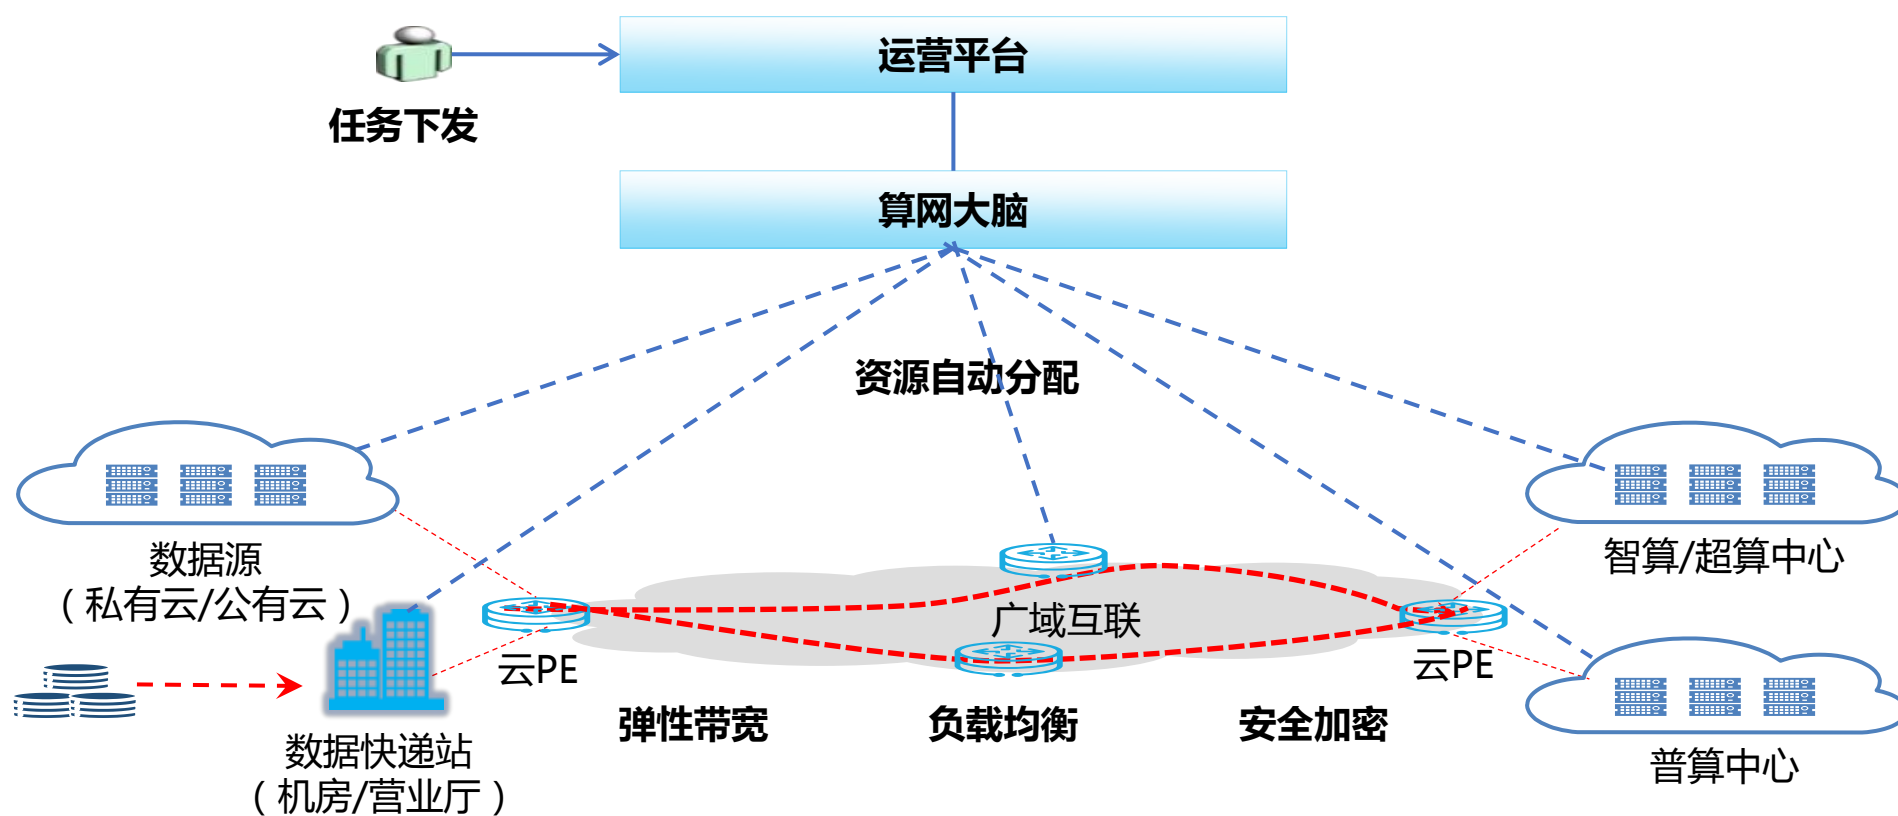 运营平台
任务下发
算网大脑
资源自动分配
数据源
（私有云/公有云）
智算/超算中心
广域互联
云PE
云PE
弹性带宽
负载均衡
安全加密
数据快递站
（机房/营业厅）
普算中心